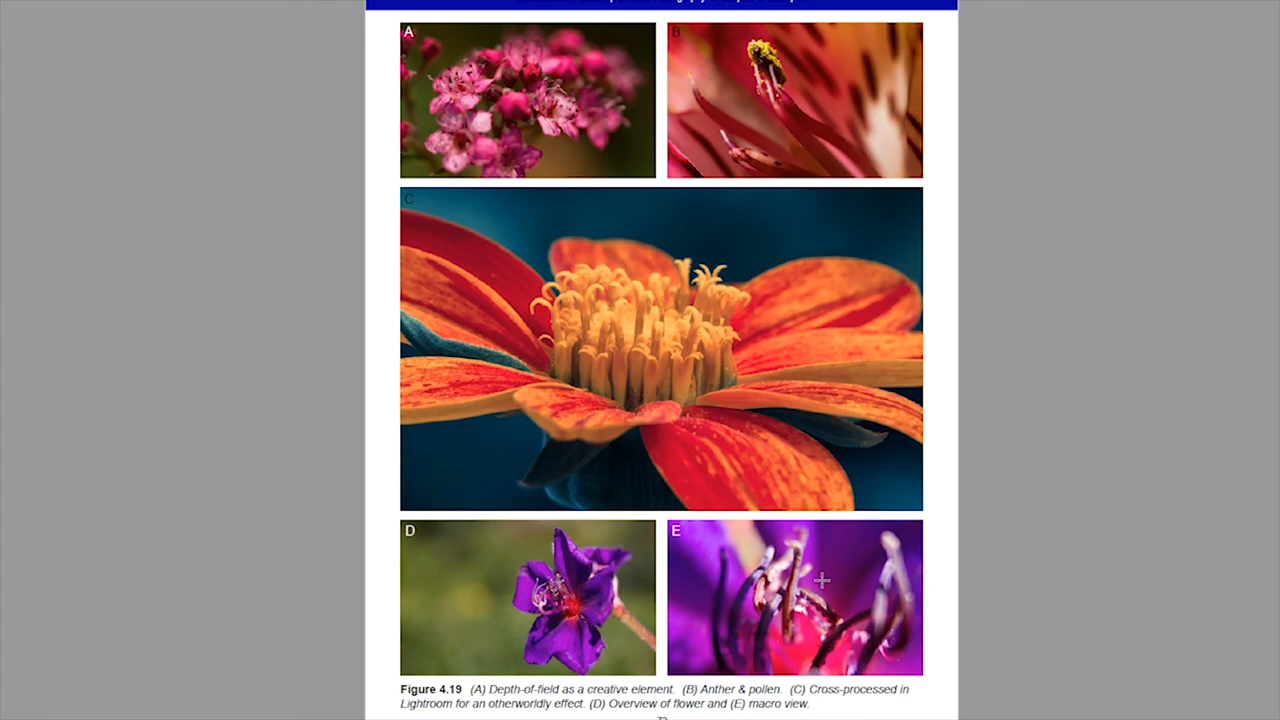 A
B
C
D
E
Figure 4.19 (A) Depth-of-field as a creative element. (B) Anther & pollen. (C) Cross-processed in
Lightroom for an otherworldly effect. (D) Overview of flower and (E) macro view.